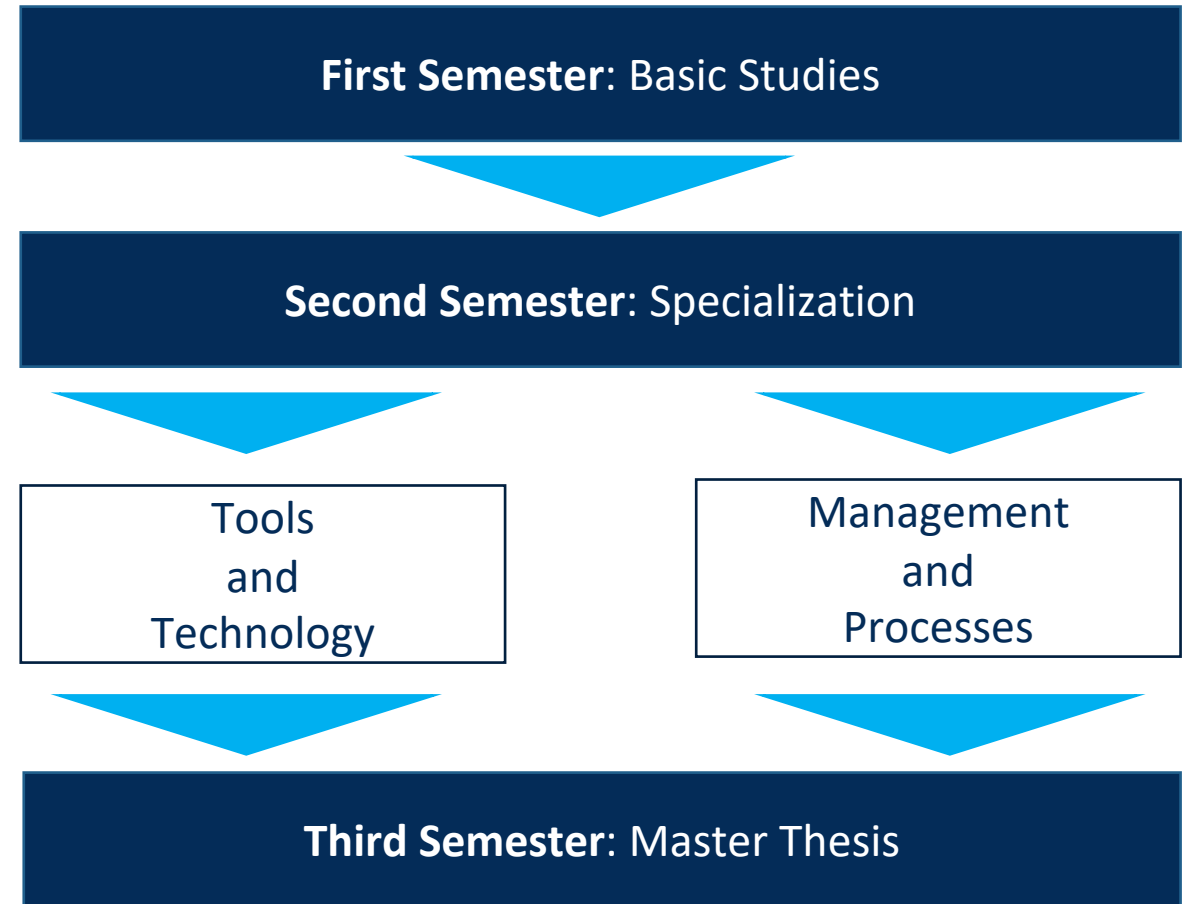 First Semester: Basic Studies
Second Semester: Specialization
Tools
and
Technology
Management
and
Processes
Third Semester: Master Thesis